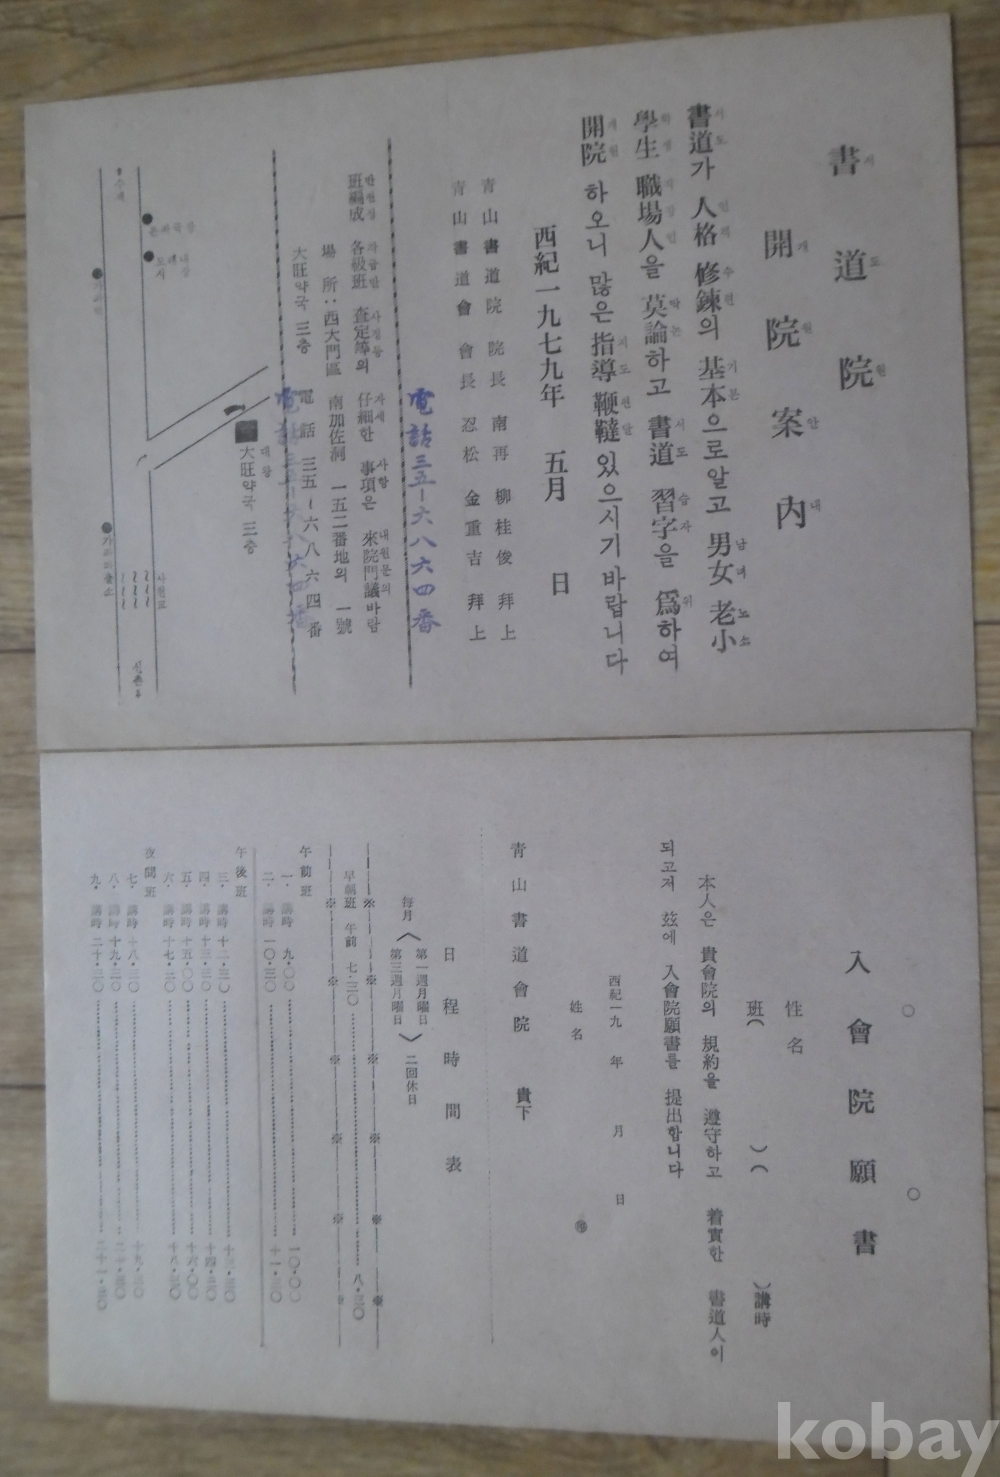 書道院
開院案內
書道가 人格 修鍊의 基本으로알고 男女 老小
學生 職場人을 莫論하고 書道 習字을 爲하여
開院 하오니 많은 指導 鞭韃 있으시기 바랍니다
西紀一九七九年 五月 日
靑山書道院 院長 南再 柳桂俊 拜上
靑山書道會 會長 忍松 金重吉 拜上
電話 三五-六八六四番
班編成 各級班 査定等의 仔細한 事項은 來院門議바람
場所：西大門區 南加佐洞 一五二番地의 一號
大旺약국 三층 電話 三五-六八六四番
大旺약국 三층
모래내
入會院願書
姓名
班( ) ( )講時
本人은 貴會院의 規約을 遵守하고 着實한 書道人이
되고저 玆에 入會院願書를 提出합니다
西紀一九 年 月 日
姓名
靑山書道會院 貴下
日程時間表
每月 < 第一週月曜日 第三週月曜日 > 二回休日
早朝班 午前 七·三〇 八·三〇
午前班
一· 講時 九·〇〇 一〇·〇〇
二· 講時 一〇·三〇 十一·三〇
午後班
三· 講時 十二·三〇 十三·三〇
四· 講時 十三·三〇 十四·三〇
五· 講時 十五·〇〇 十六·〇〇
六· 講時 十七·三〇 十八·三〇
夜間班
七· 講時 十八·三〇 十九·三〇
八· 講時 十九·三〇 二十·三〇
九· 講時 二十·三〇 二十一·三〇
kobay